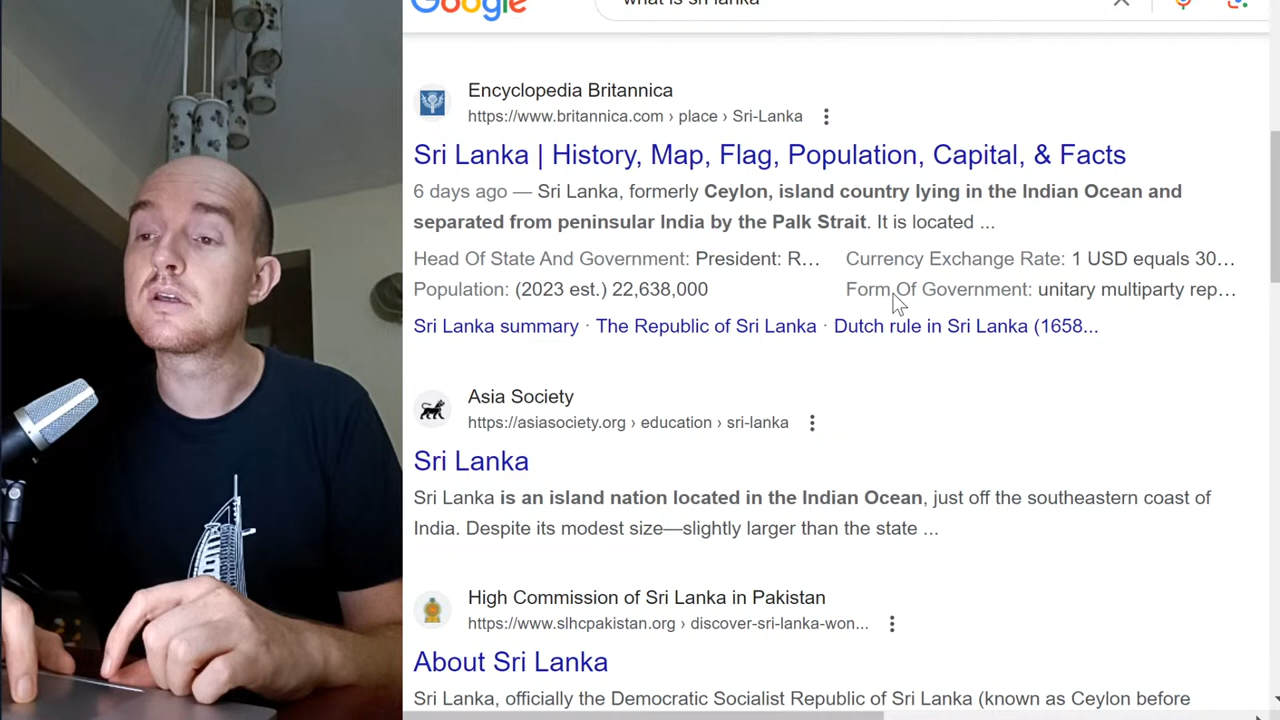 Google
what is sri lanka
Encyclopedia Britannica
https://www.britannica.com › place › Sri-Lanka
Sri Lanka | History, Map, Flag, Population, Capital, & Facts
6 days ago — Sri Lanka, formerly Ceylon, island country lying in the Indian Ocean and
separated from peninsular India by the Palk Strait. It is located ...
Head Of State And Government: President: R… Currency Exchange Rate: 1 USD equals 30…
Population: (2023 est.) 22,638,000 Form Of Government: unitary multiparty rep…
Sri Lanka summary · The Republic of Sri Lanka · Dutch rule in Sri Lanka (1658...
Asia Society
https://asiasociety.org › education › sri-lanka
Sri Lanka
Sri Lanka is an island nation located in the Indian Ocean, just off the southeastern coast of
India. Despite its modest size—slightly larger than the state ...
High Commission of Sri Lanka in Pakistan
https://www.slhcpakistan.org › discover-sri-lanka-won...
About Sri Lanka
Sri Lanka, officially the Democratic Socialist Republic of Sri Lanka (known as Ceylon before